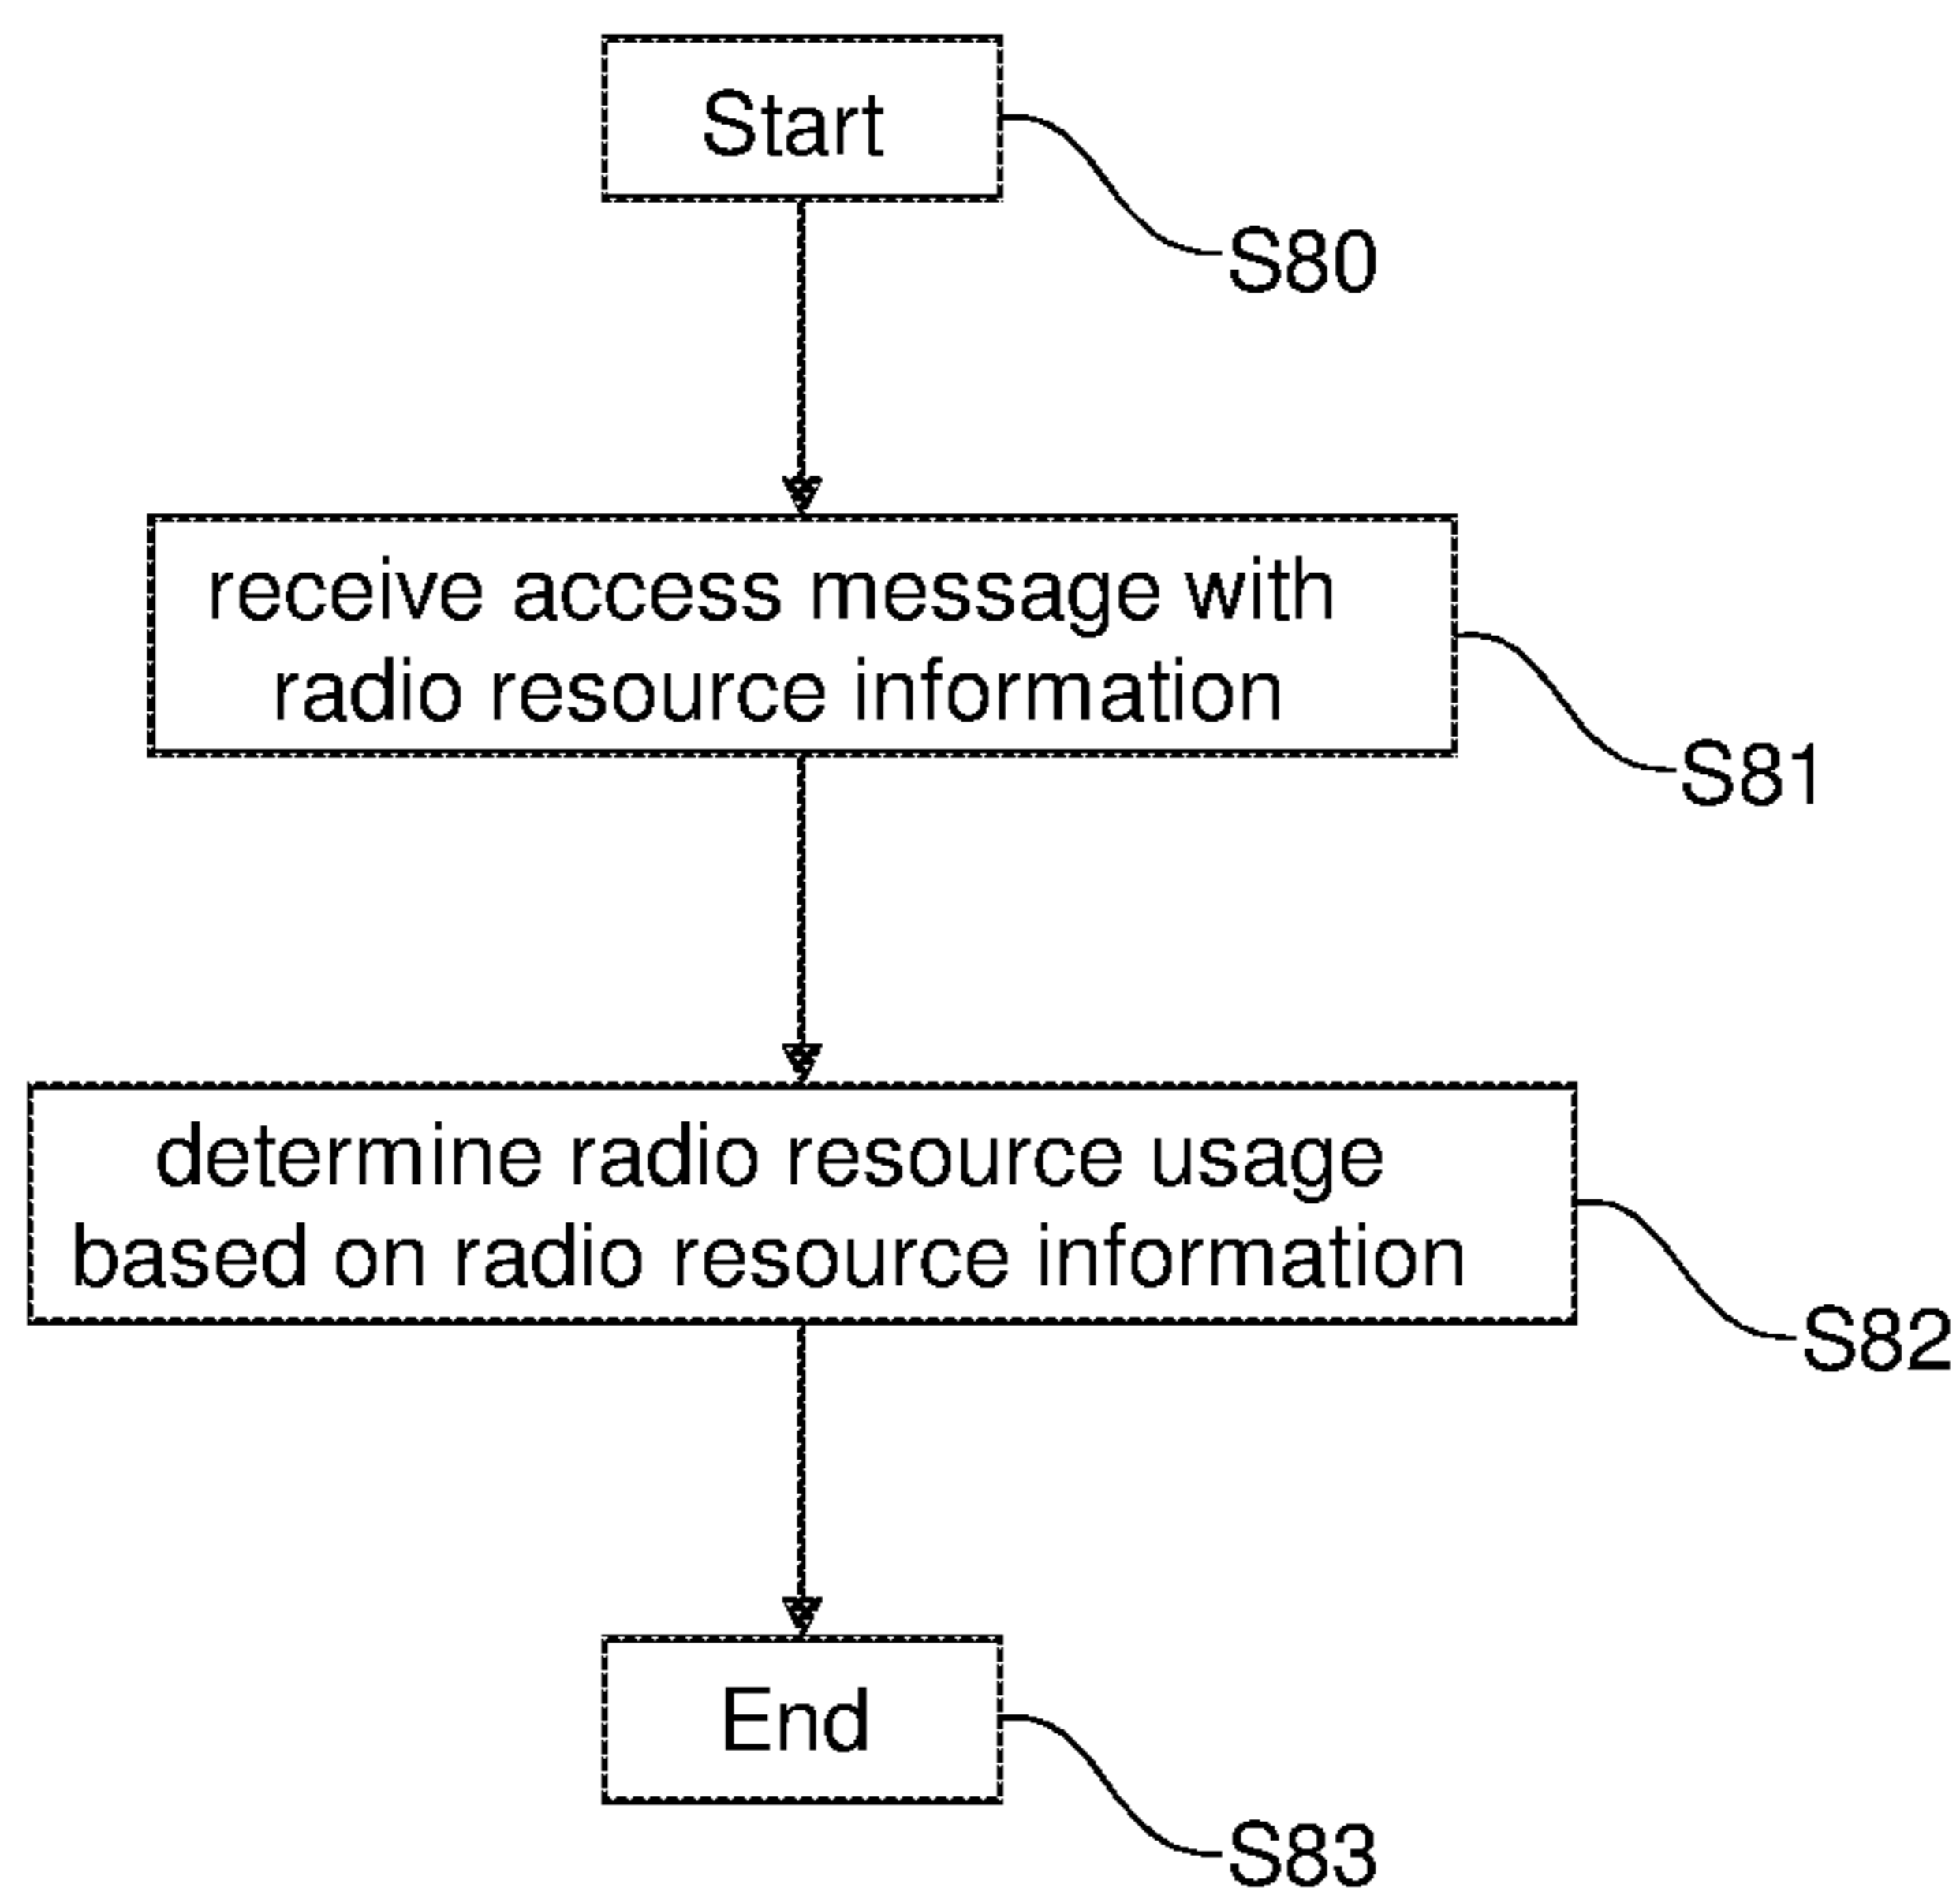 Start
S80
receive access message with
radio resource information
S81
determine radio resource usage
based on radio resource information
S82
End
S83